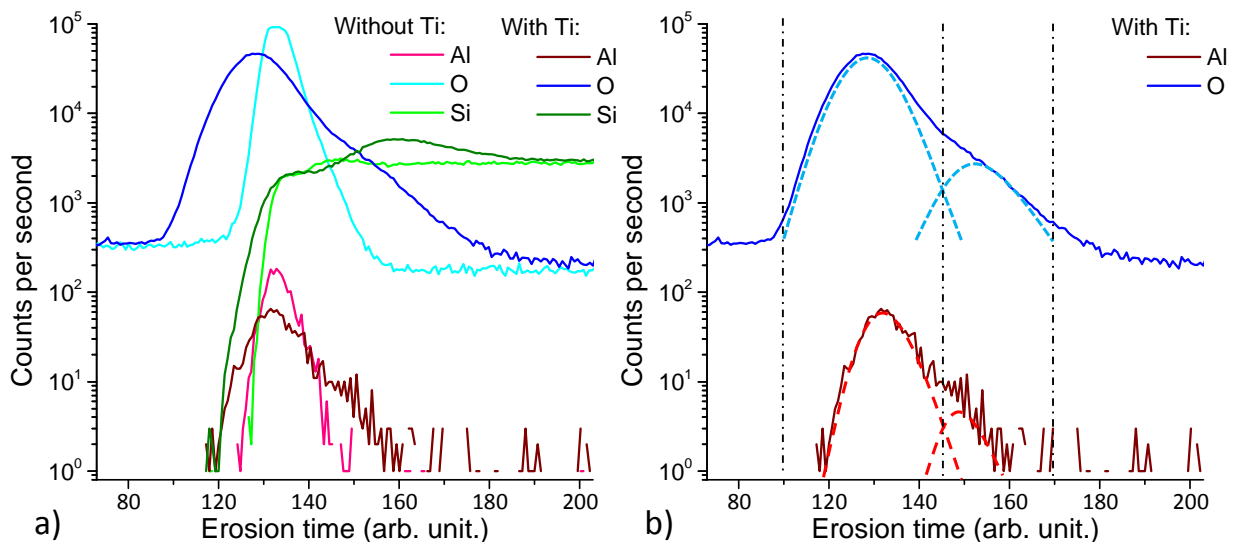 Without Ti:
Al
O
Si
With Ti:
Al
O
Si
10^5
10^4
10^3
10^2
10^1
10^0
Counts per second
80 100 120 140 160 180 200
Erosion time (arb. unit.)
a)
With Ti:
Al
O
10^5
10^4
10^3
10^2
10^1
10^0
Counts per second
80 100 120 140 160 180 200
Erosion time (arb. unit.)
b)